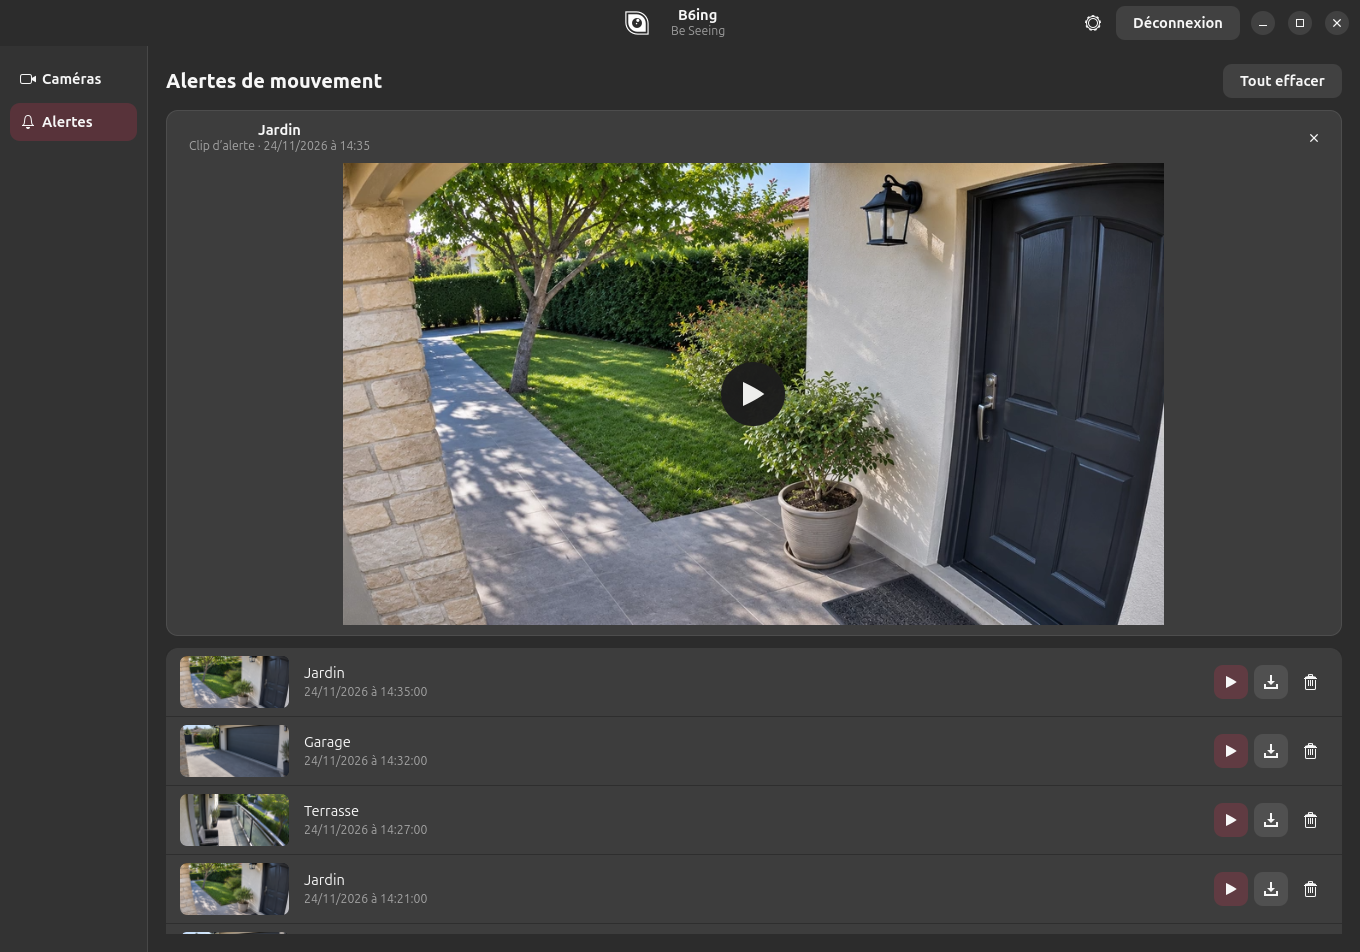 B6ing
Be Seeing
Déconnexion
Caméras
Alertes
Alertes de mouvement
Tout effacer
Jardin
Clip d’alerte · 24/11/2026 à 14:35
Jardin
24/11/2026 à 14:35:00
Garage
24/11/2026 à 14:32:00
Terrasse
24/11/2026 à 14:27:00
Jardin
24/11/2026 à 14:21:00